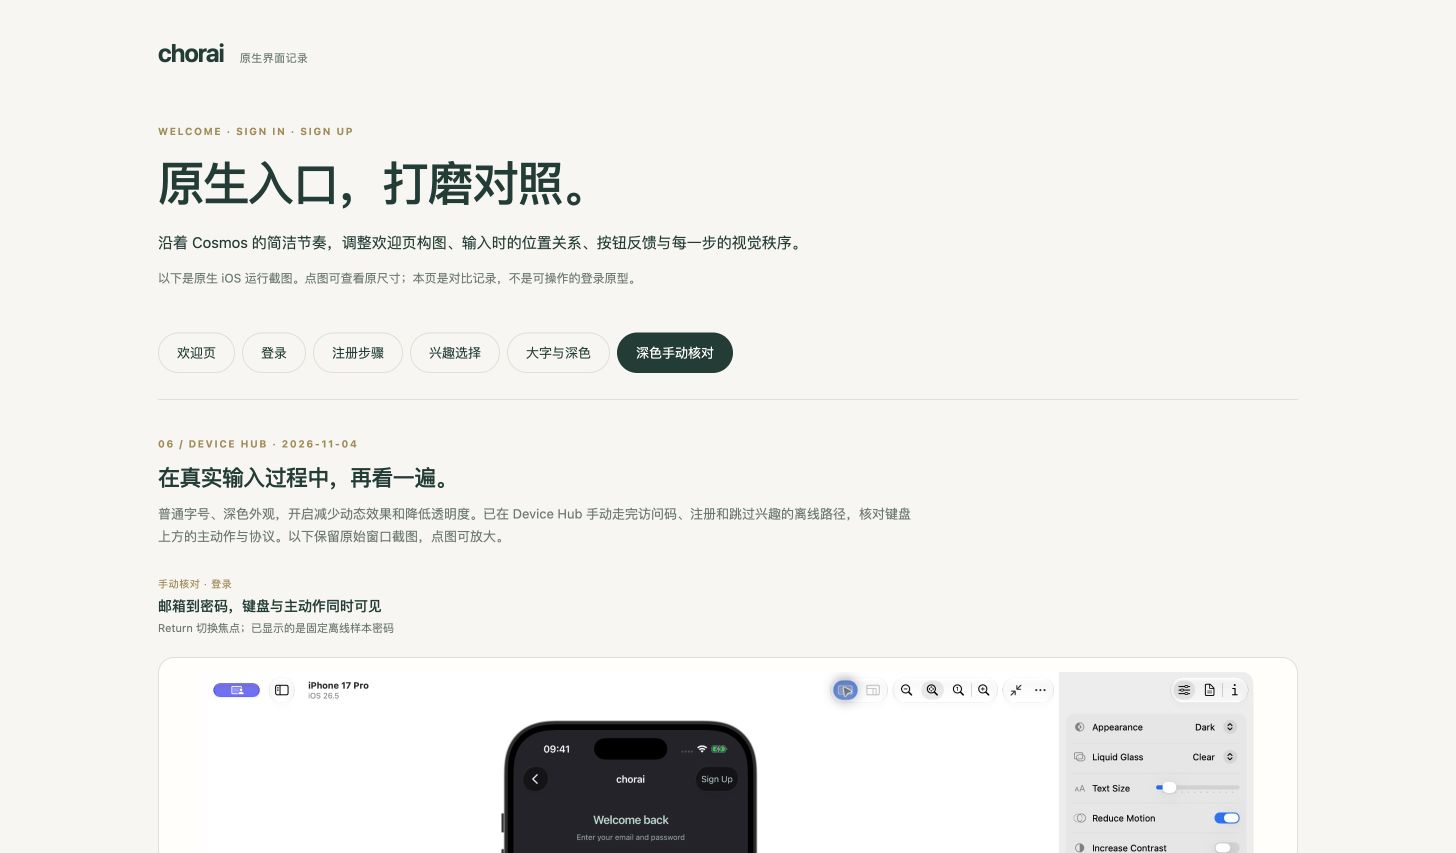 chorai 原生界面记录
WELCOME · SIGN IN · SIGN UP
原生入口，打磨对照。
沿着 Cosmos 的简洁节奏，调整欢迎页构图、输入时的位置关系、按钮反馈与每一步的视觉秩序。
以下是原生 iOS 运行截图。点图可查看原尺寸；本页是对比记录，不是可操作的登录原型。
欢迎页 登录 注册步骤 兴趣选择 大字与深色 深色手动核对
06 / DEVICE HUB · 2026-11-04
在真实输入过程中，再看一遍。
普通字号、深色外观，开启减少动态效果和降低透明度。已在 Device Hub 手动走完访问码、注册和跳过兴趣的离线路径，核对键盘
上方的主动作与协议。以下保留原始窗口截图，点图可放大。
手动核对 · 登录
邮箱到密码，键盘与主动作同时可见
Return 切换焦点；已显示的是固定离线样本密码
iPhone 17 Pro
iOS 26.5
09:41
chorai
Sign Up
Welcome back
Enter your email and password
Appearance Dark
Liquid Glass Clear
AA Text Size
Reduce Motion
Increase Contrast